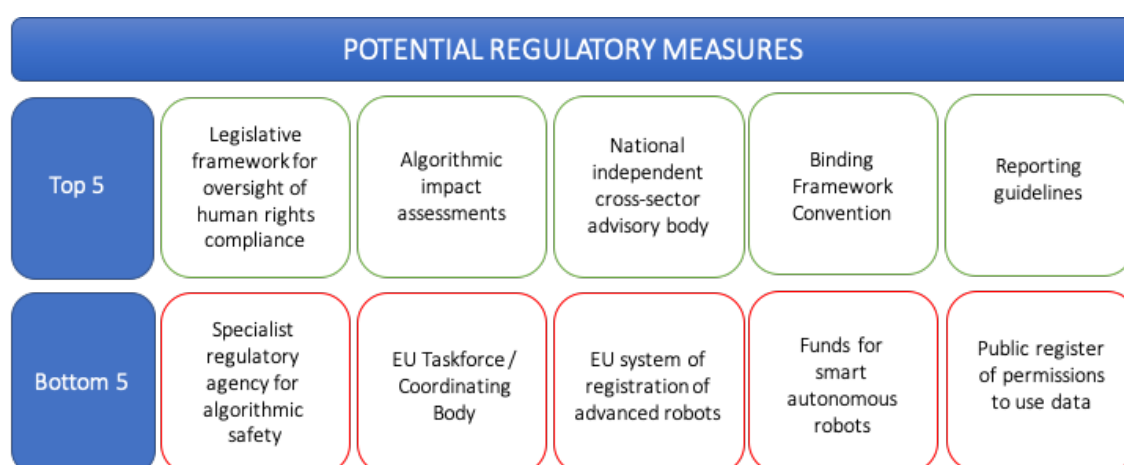 POTENTIAL REGULATORY MEASURES
Top 5
Legislative
framework for
oversight of
human rights
compliance
Algorithmic
impact
assessments
National
independent
cross-sector
advisory body
Binding
Framework
Convention
Reporting
guidelines
Bottom 5
Specialist
regulatory
agency for
algorithmic
safety
EU Taskforce /
Coordinating
Body
EU system of
registration of
advanced robots
Funds for
smart
autonomous
robots
Public register
of permissions
to use data